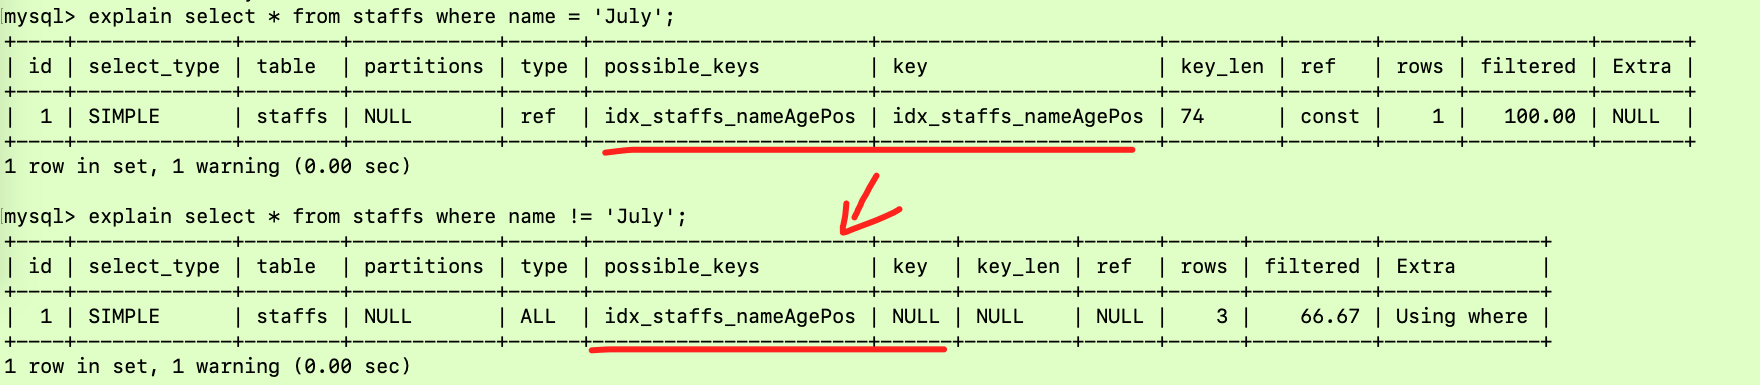 mysql> explain select * from staffs where name = 'July';
+----+-------------+--------+------------+------+----------------------+----------------------+---------+-------+------+----------+-------+
| id | select_type | table  | partitions | type | possible_keys        | key                  | key_len | ref   | rows | filtered | Extra |
+----+-------------+--------+------------+------+----------------------+----------------------+---------+-------+------+----------+-------+
|  1 | SIMPLE      | staffs | NULL       | ref  | idx_staffs_nameAgePos | idx_staffs_nameAgePos | 74      | const |    1 |   100.00 | NULL  |
+----+-------------+--------+------------+------+----------------------+----------------------+---------+-------+------+----------+-------+
1 row in set, 1 warning (0.00 sec)
mysql> explain select * from staffs where name != 'July';
+----+-------------+--------+------------+------+----------------------+------+---------+------+------+----------+-------------+
| id | select_type | table  | partitions | type | possible_keys        | key  | key_len | ref  | rows | filtered | Extra       |
+----+-------------+--------+------------+------+----------------------+------+---------+------+------+----------+-------------+
|  1 | SIMPLE      | staffs | NULL       | ALL  | idx_staffs_nameAgePos | NULL | NULL    | NULL |    3 |    66.67 | Using where |
+----+-------------+--------+------------+------+----------------------+------+---------+------+------+----------+-------------+
1 row in set, 1 warning (0.00 sec)